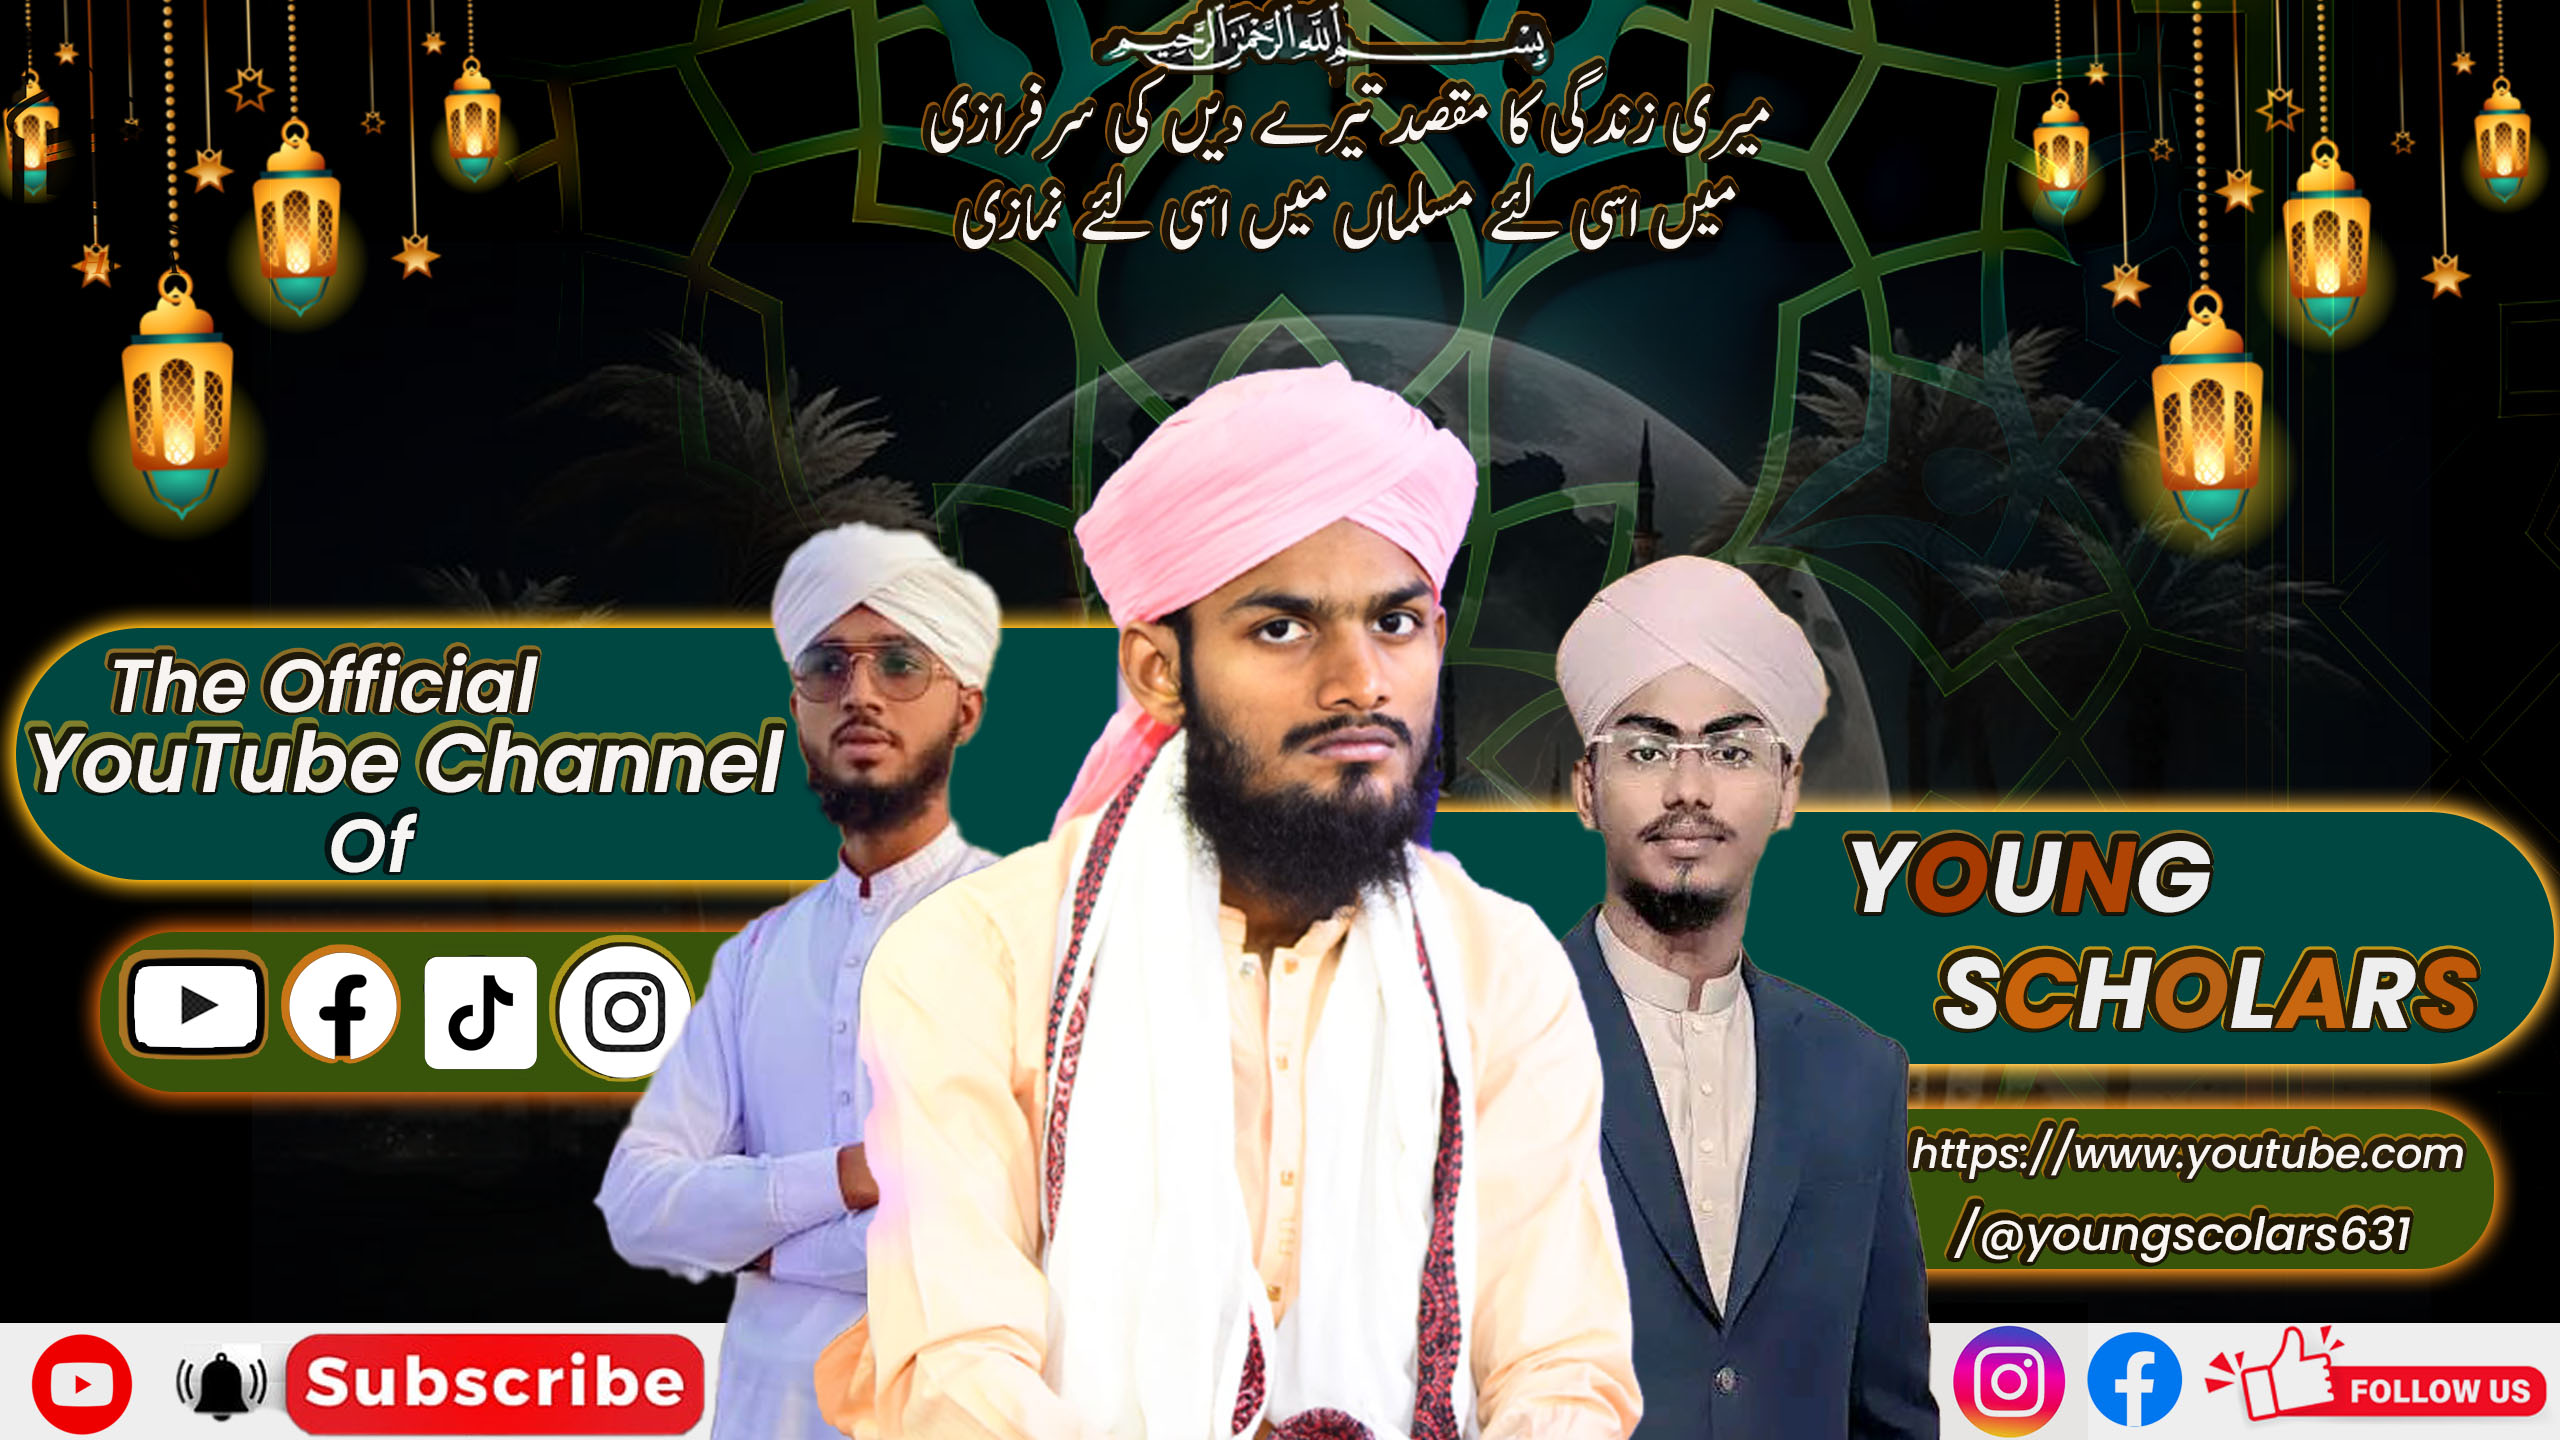 بِسْمِ اللهِ الرَّحْمٰنِ الرَّحِيْمِ
میری زندگی کا مقصد تیرے دیں کی سرفرازی
میں اسی لئے مسلماں میں اسی لئے نمازی
The Official
YouTube Channel
Of
YOUNG
SCHOLARS
https://www.youtube.com
/@youngscolars631
Subscribe
FOLLOW US